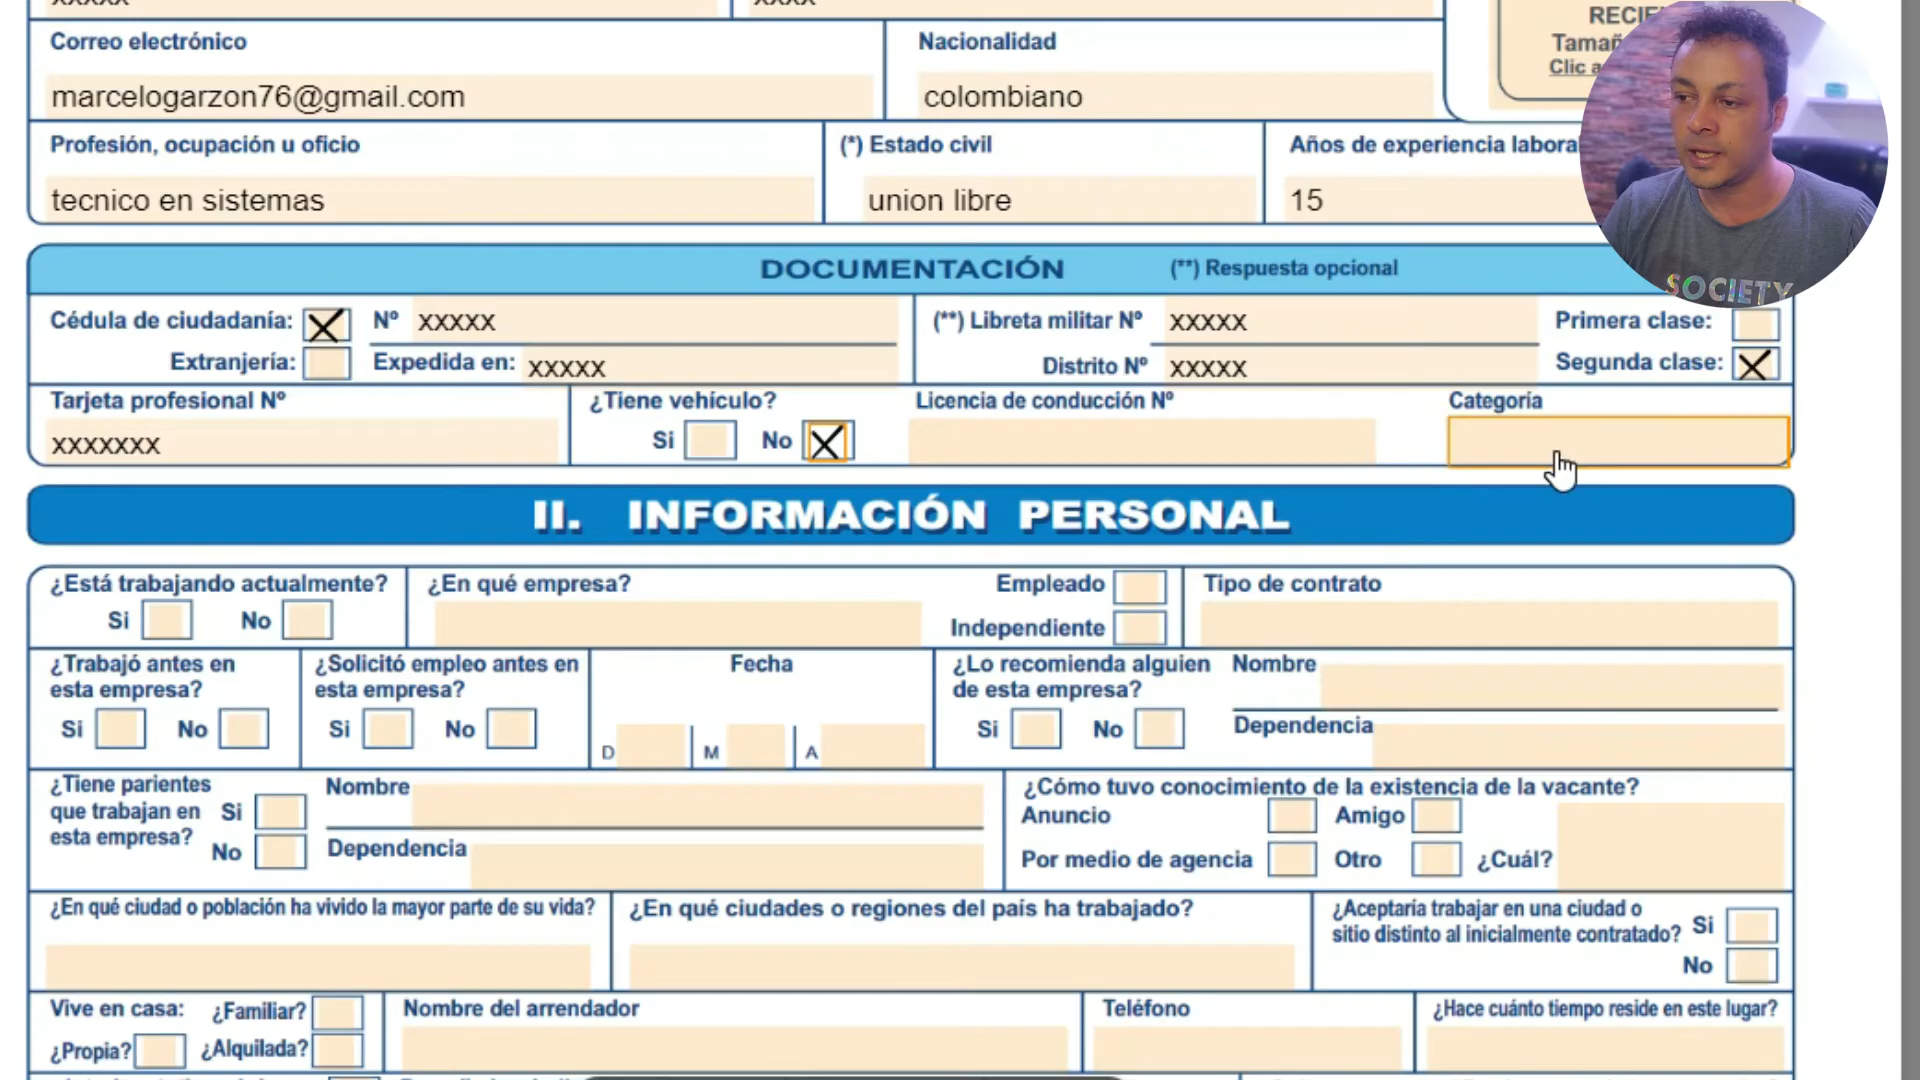 xxxxx xxxx
RECIE
Correo electrónico Nacionalidad Tamañ
Clic a
marcelogarzon76@gmail.com colombiano
Profesión, ocupación u oficio (*) Estado civil Años de experiencia laboral
tecnico en sistemas union libre 15
DOCUMENTACIÓN (**) Respuesta opcional
SOCIETY
Cédula de ciudadanía: X Nº xxxxx (**) Libreta militar Nº xxxxx Primera clase:
Extranjería: Expedida en: xxxxx Distrito Nº xxxxx Segunda clase: X
Tarjeta profesional Nº ¿Tiene vehículo? Licencia de conducción Nº Categoría
xxxxxxx Si No X
II. INFORMACIÓN PERSONAL
¿Está trabajando actualmente? ¿En qué empresa? Empleado Tipo de contrato
Si No Independiente
¿Trabajó antes en ¿Solicitó empleo antes en Fecha ¿Lo recomienda alguien Nombre
esta empresa? esta empresa? de esta empresa?
Si No Si No D M A Si No Dependencia
¿Tiene parientes Nombre ¿Cómo tuvo conocimiento de la existencia de la vacante?
que trabajan en Si Anuncio Amigo
esta empresa? No Dependencia Por medio de agencia Otro ¿Cuál?
¿En qué ciudad o población ha vivido la mayor parte de su vida? ¿En qué ciudades o regiones del país ha trabajado? ¿Aceptaría trabajar en una ciudad o Si
sitio distinto al inicialmente contratado?
No
Vive en casa: ¿Familiar? Nombre del arrendador Teléfono ¿Hace cuánto tiempo reside en este lugar?
¿Propia? ¿Alquilada?